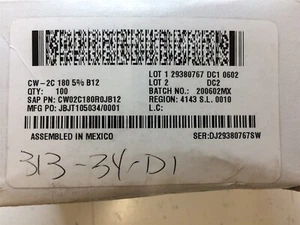 CW-2C 180 5% B12
QTY:
100
SAP PN: CW02C180R0JB12
MFG PO: JBJT105034/0001
LOT 1 29380767 DC1 0602
LOT 2 DC2
BATCH NO.: 200602MX
REGION: 4143 S.L. 0010
L.C:
ASSEMBLED IN MEXICO
SER:DJ29380767SW
313-34-D1